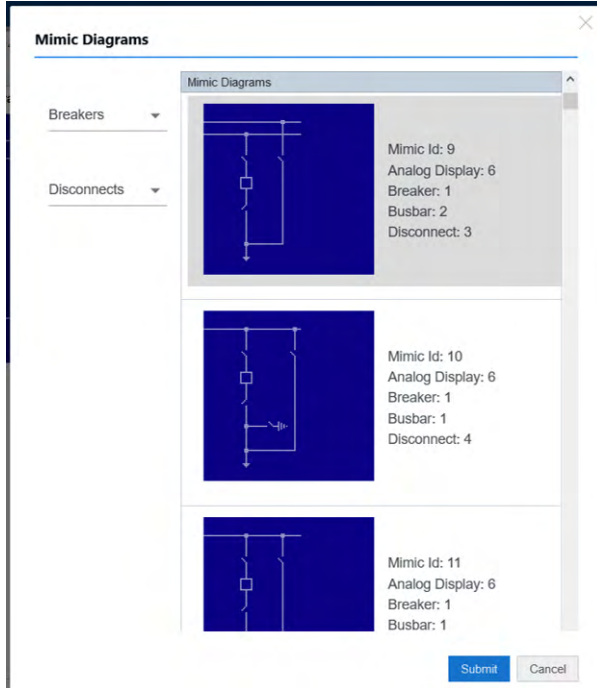 Mimic Diagrams
Mimic Diagrams
Breakers
Disconnects
Mimic Id: 9
Analog Display: 6
Breaker: 1
Busbar: 2
Disconnect: 3
Mimic Id: 10
Analog Display: 6
Breaker: 1
Busbar: 1
Disconnect: 4
Mimic Id: 11
Analog Display: 6
Breaker: 1
Busbar: 1
Submit
Cancel